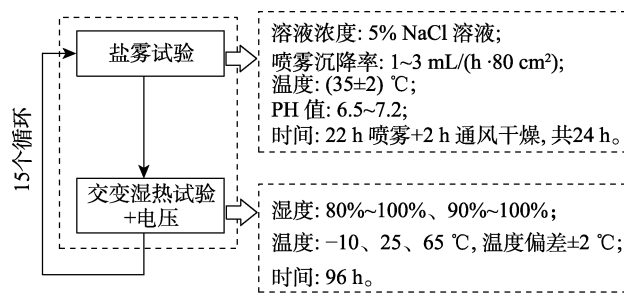 盐雾试验
溶液浓度: 5% NaCl 溶液;
喷雾沉降率: 1~3 mL/(h ·80 cm²);
温度: (35±2) ℃;
PH 值: 6.5~7.2;
时间: 22 h 喷雾+2 h 通风干燥, 共24 h。
15个循环
交变湿热试验
+电压
湿度: 80%~100%、90%~100%;
温度: −10、25、65 ℃, 温度偏差±2 ℃;
时间: 96 h。